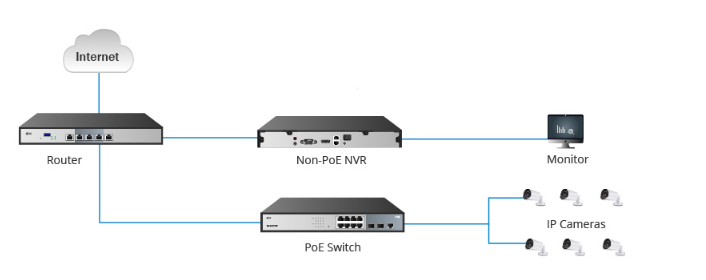 Internet
Router
Non-PoE NVR
Monitor
PoE Switch
IP Cameras